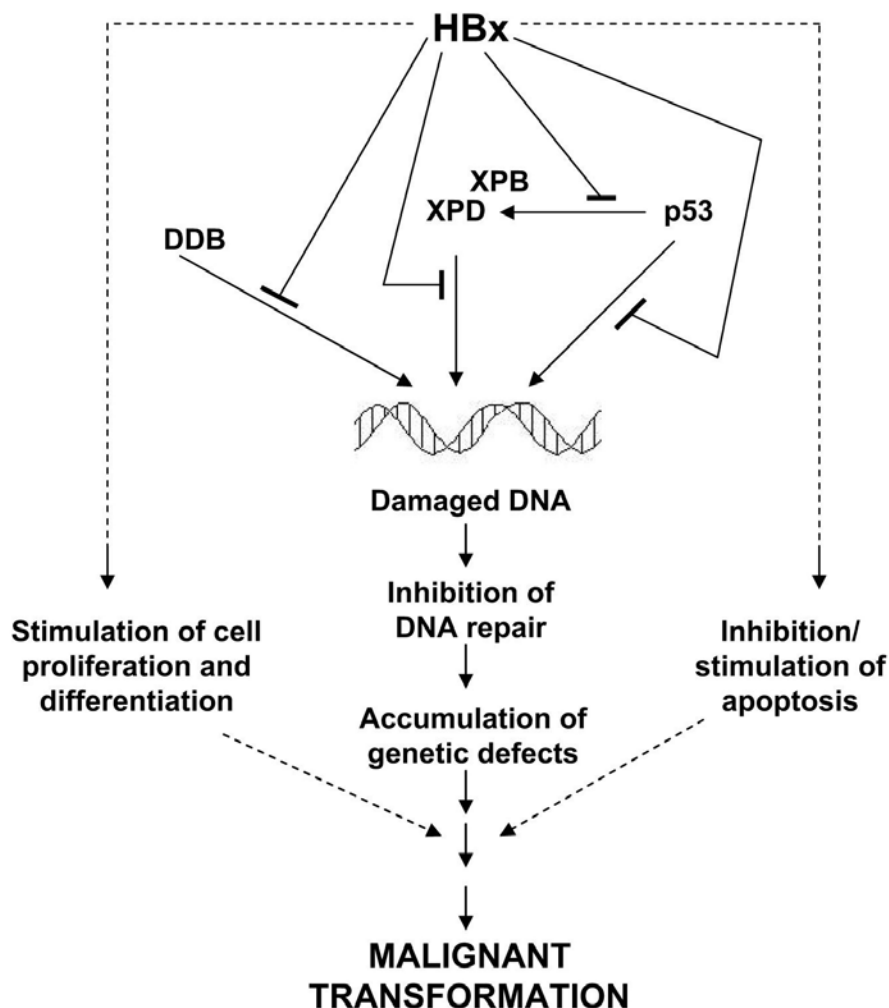 HBx
XPB
XPD
p53
DDB
Damaged DNA
Inhibition of
DNA repair
Stimulation of cell
proliferation and
differentiation
Inhibition/
stimulation of
apoptosis
Accumulation of
genetic defects
MALIGNANT
TRANSFORMATION